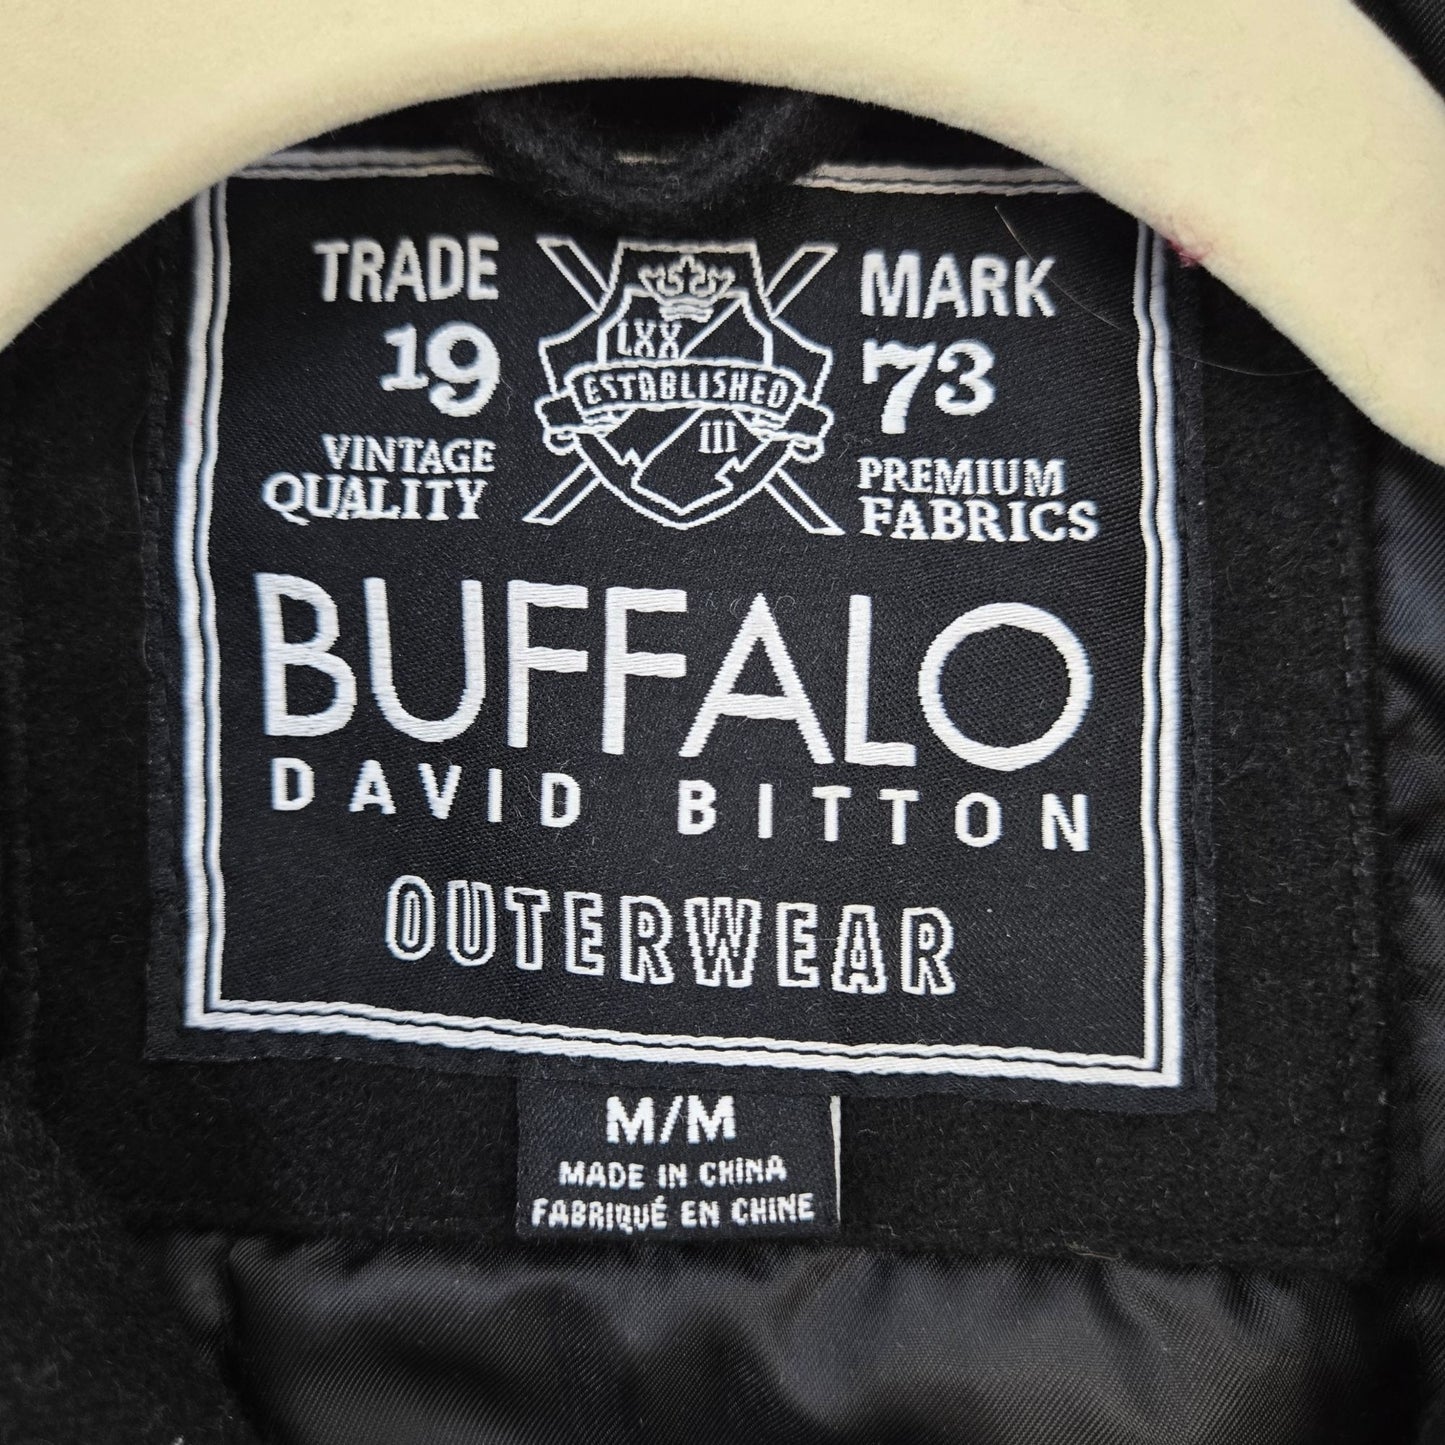 TRADE MARK
19 73
LXX
ESTABLISHED
III
VINTAGE
QUALITY
PREMIUM
FABRICS
BUFFALO
DAVID BITTON
OUTERWEAR
M/M
MADE IN CHINA
FABRIQUÉ EN CHINE